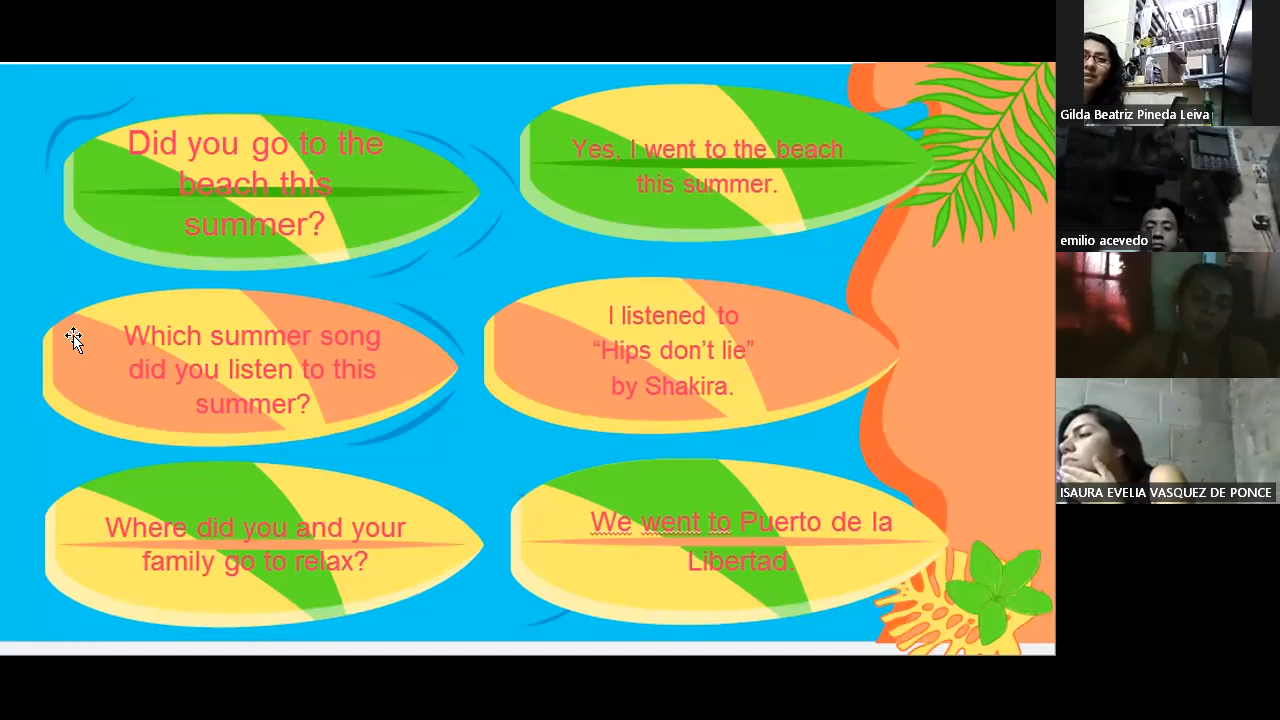 Did you go to the
beach this
summer?
Yes, I went to the beach
this summer.
Which summer song
did you listen to this
summer?
I listened to
“Hips don’t lie”
by Shakira.
Where did you and your
family go to relax?
We went to Puerto de la
Libertad.
Gilda Beatriz Pineda Leiva
emilio acevedo
ISAURA EVELIA VASQUEZ DE PONCE